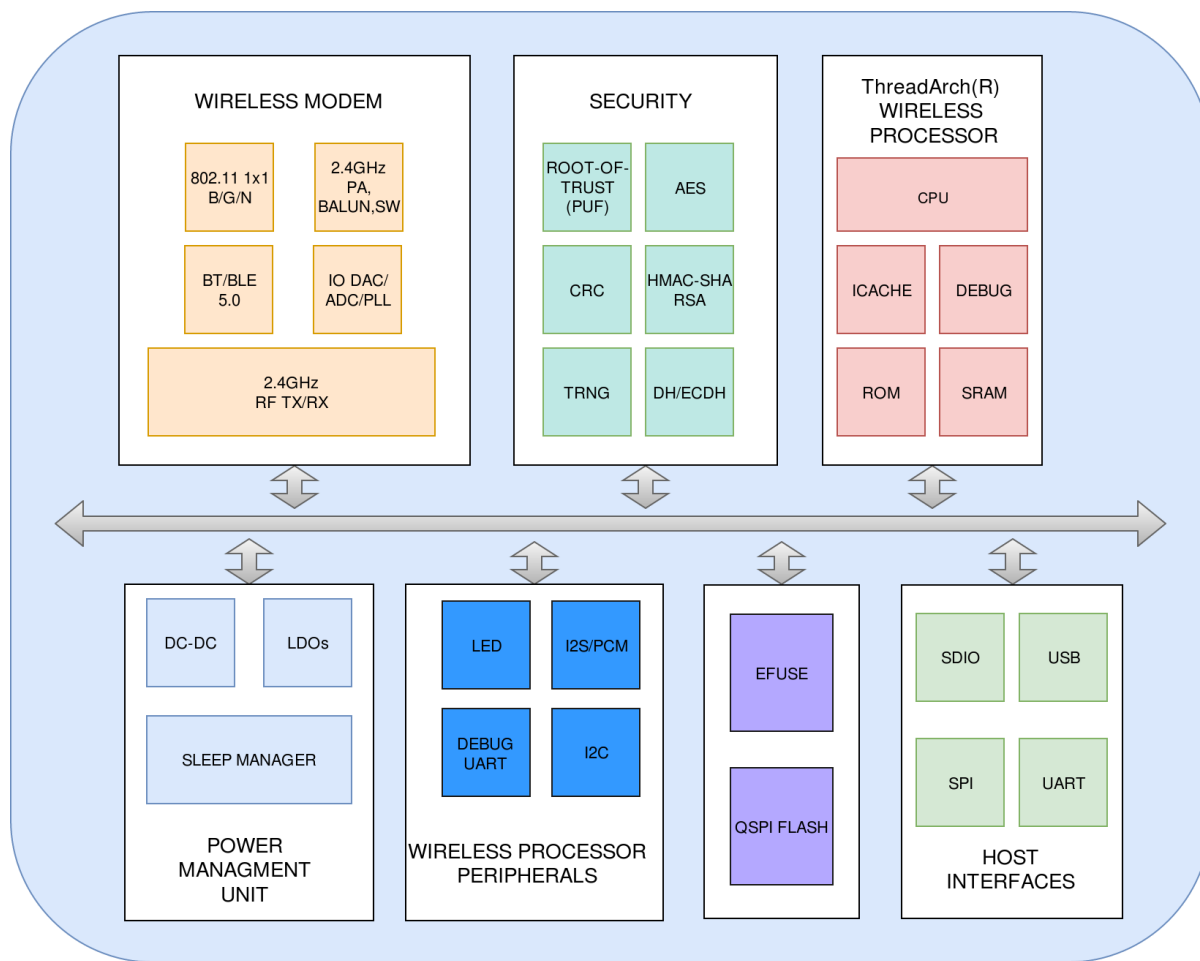 WIRELESS MODEM
802.11 1x1
B/G/N
2.4GHz
PA,
BALUN,SW
BT/BLE
5.0
IO DAC/
ADC/PLL
2.4GHz
RF TX/RX
SECURITY
ROOT-OF-
TRUST
(PUF)
AES
CRC
HMAC-SHA
RSA
TRNG
DH/ECDH
ThreadArch(R)
WIRELESS
PROCESSOR
CPU
ICACHE
DEBUG
ROM
SRAM
DC-DC
LDOs
SLEEP MANAGER
POWER
MANAGMENT
UNIT
LED
I2S/PCM
DEBUG
UART
I2C
WIRELESS PROCESSOR
PERIPHERALS
EFUSE
QSPI FLASH
SDIO
USB
SPI
UART
HOST
INTERFACES